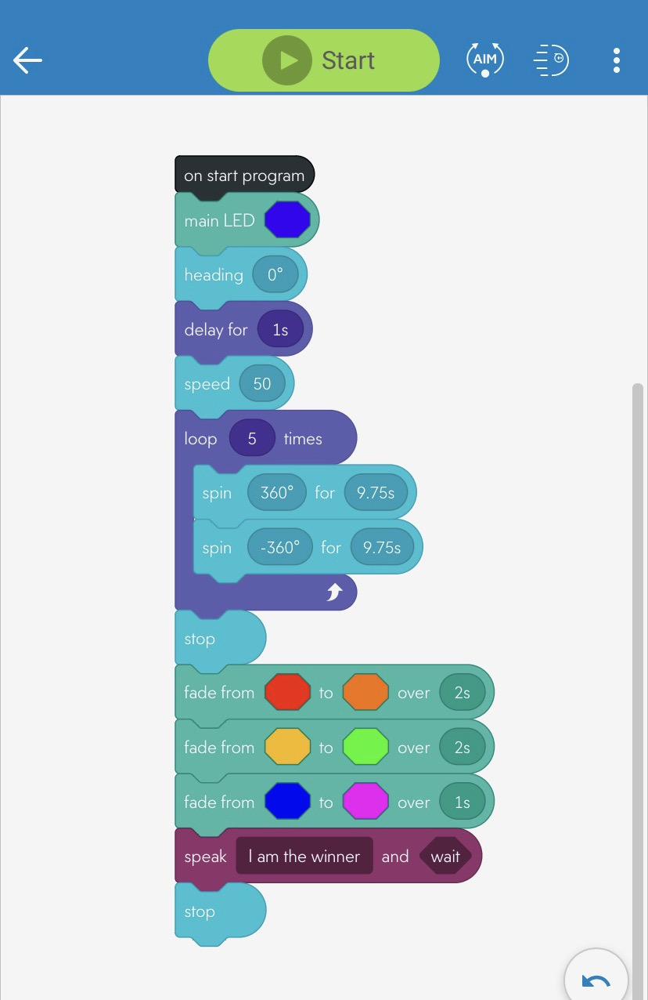 Start
AIM
on start program
main LED
heading 0°
delay for 1s
speed 50
loop 5 times
spin 360° for 9.75s
spin -360° for 9.75s
stop
fade from to over 2s
fade from to over 2s
fade from to over 1s
speak I am the winner and wait
stop